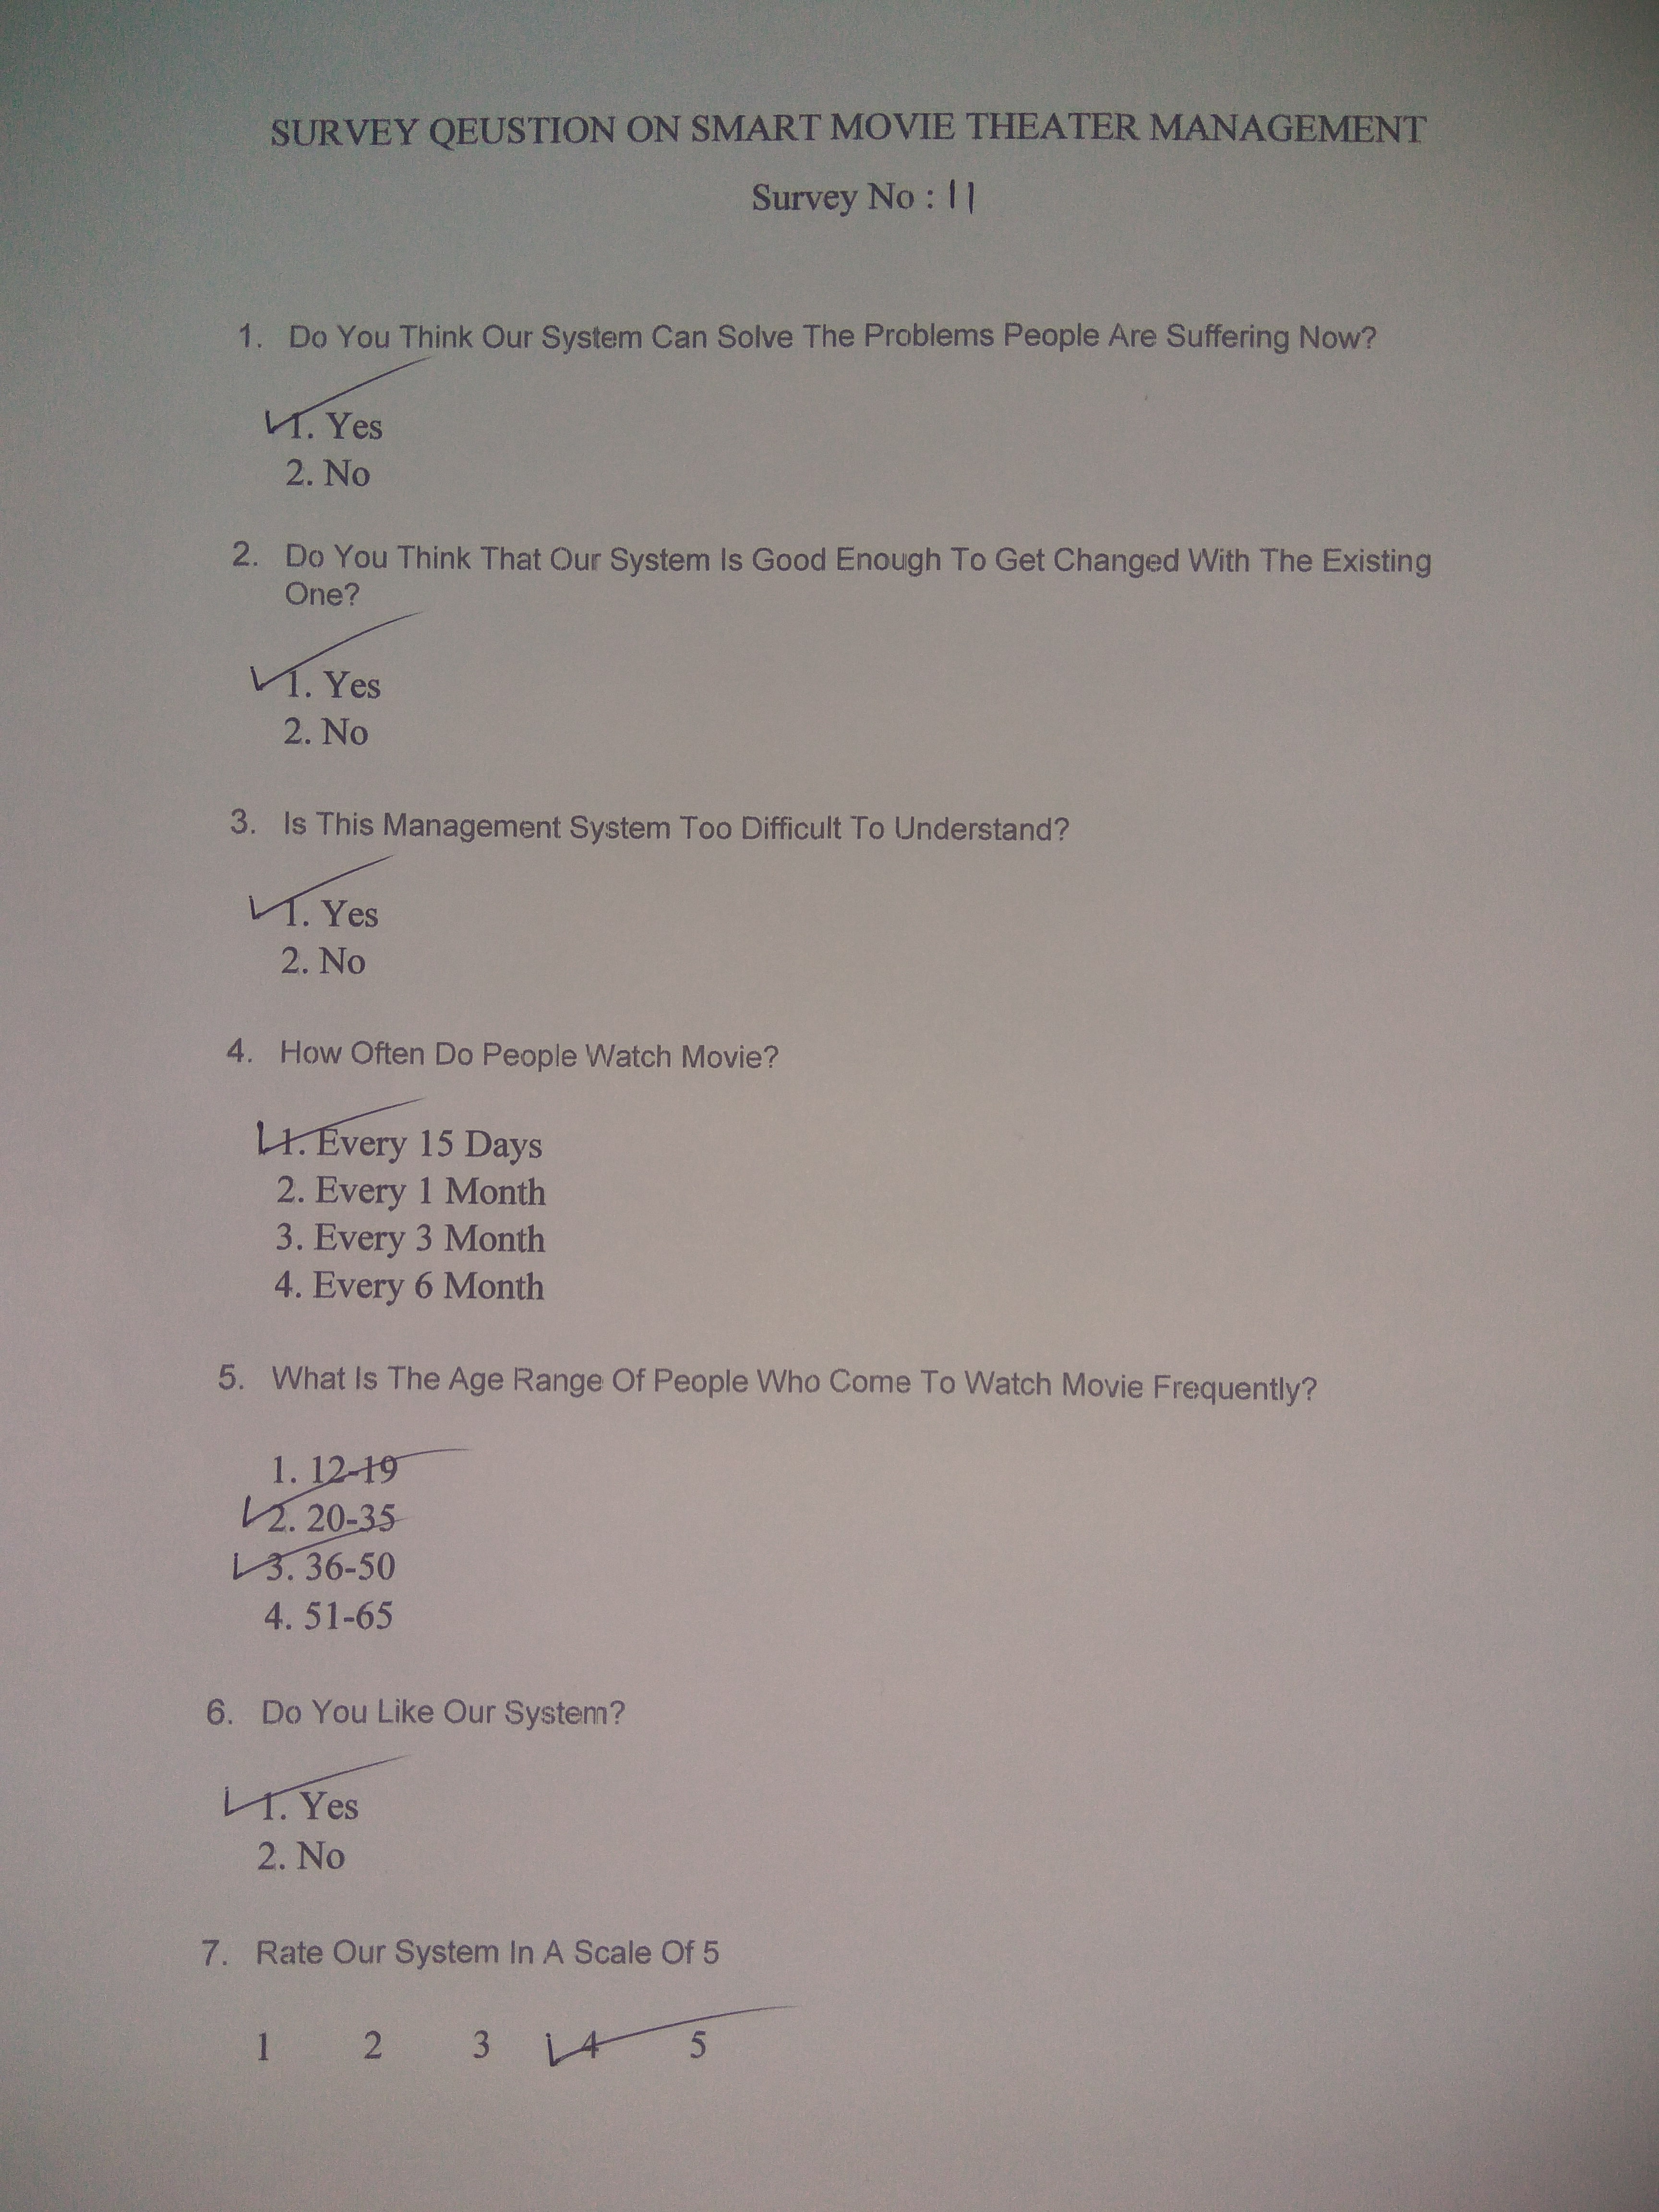 SURVEY QEUSTION ON SMART MOVIE THEATER MANAGEMENT
Survey No : 11
1. Do You Think Our System Can Solve The Problems People Are Suffering Now?
1. Yes
2. No
2. Do You Think That Our System Is Good Enough To Get Changed With The Existing
One?
1. Yes
2. No
3. Is This Management System Too Difficult To Understand?
1. Yes
2. No
4. How Often Do People Watch Movie?
1. Every 15 Days
2. Every 1 Month
3. Every 3 Month
4. Every 6 Month
5. What Is The Age Range Of People Who Come To Watch Movie Frequently?
1. 12-19
2. 20-35
3. 36-50
4. 51-65
6. Do You Like Our System?
1. Yes
2. No
7. Rate Our System In A Scale Of 5
1 2 3 4 5